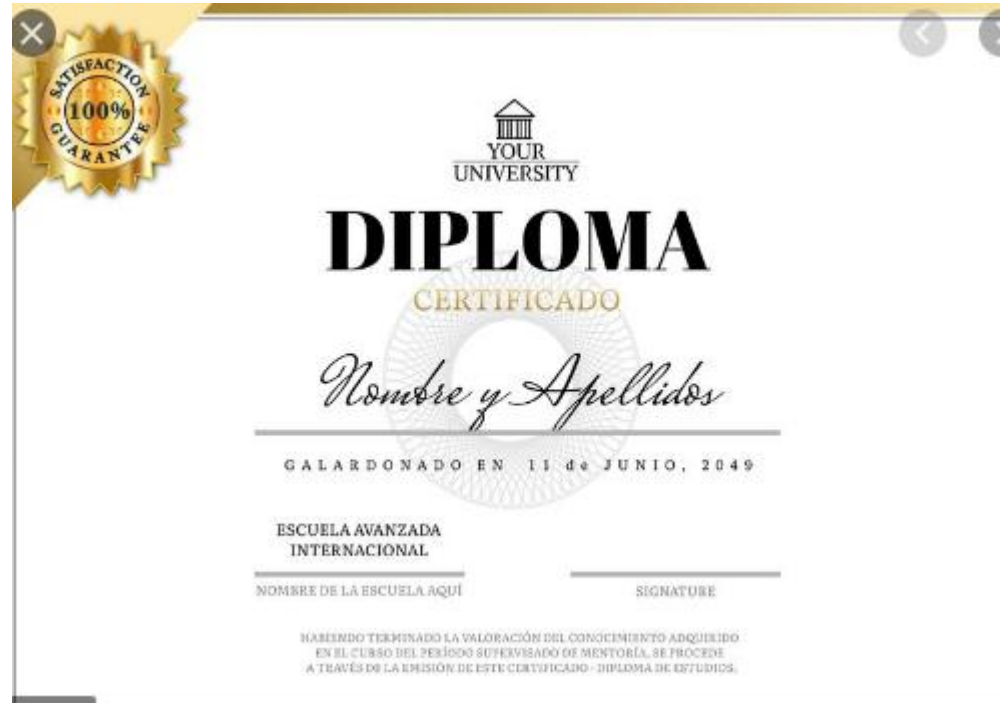 SATISFACTION
100%
GUARANTEE
YOUR
UNIVERSITY
DIPLOMA
CERTIFICADO
Nombre y Apellidos
GALARDONADO EN 11 de JUNIO, 2049
ESCUELA AVANZADA
INTERNACIONAL
NOMBRE DE LA ESCUELA AQUÍ
SIGNATURE
HABIENDO TERMINADO LA VALORACIÓN DEL CONOCIMIENTO ADQUIRIDO
EN EL CURSO DEL PERÍODO SUPERVISADO DE MENTORÍA, SE PROCEDE
A TRAVÉS DE LA EMISIÓN DE ESTE CERTIFICADO - DIPLOMA DE ESTUDIOS.